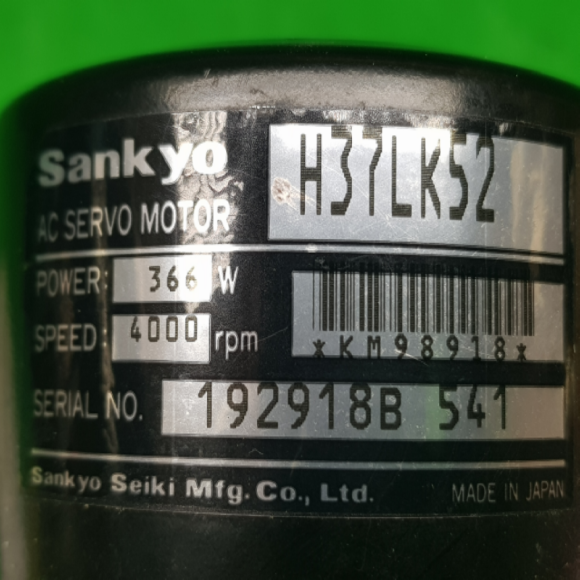 Sankyo
H37LK52
AC SERVO MOTOR
POWER: 366 W
SPEED: 4000 rpm
*KM98918*
SERIAL NO. 192918B 541
Sankyo Seiki Mfg. Co., Ltd. MADE IN JAPAN